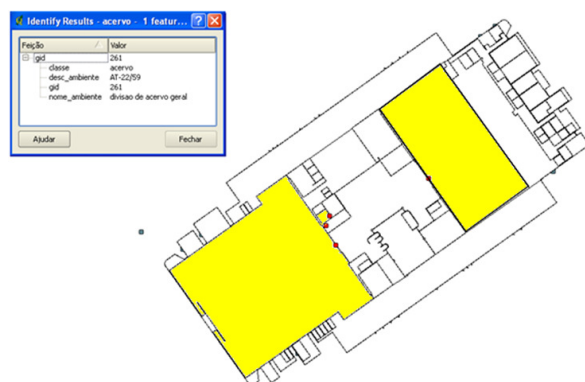 Identify Results - acervo - 1 featur...
Feição Valor
gid 261
classe acervo
desc_ambiente AT-22/59
gid 261
nome_ambiente divisao de acervo geral
Ajudar Fechar